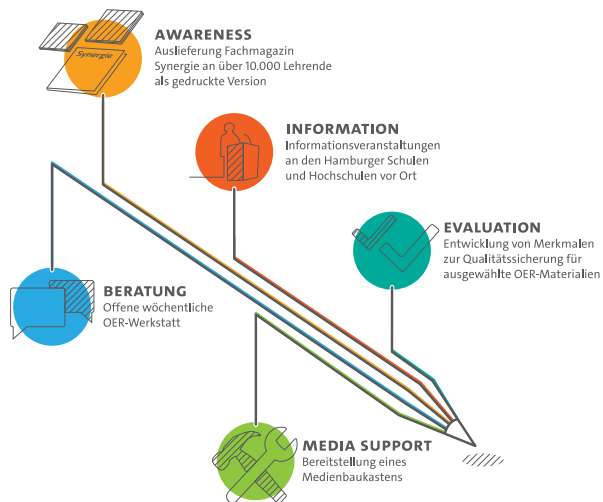 AWARENESS
Auslieferung Fachmagazin
Synergie an über 10.000 Lehrende
als gedruckte Version
Synergie
INFORMATION
Informationsveranstaltungen
an den Hamburger Schulen
und Hochschulen vor Ort
EVALUATION
Entwicklung von Merkmalen
zur Qualitätssicherung für
ausgewählte OER-Materialien
BERATUNG
Offene wöchentliche
OER-Werkstatt
MEDIA SUPPORT
Bereitstellung eines
Medienbaukastens